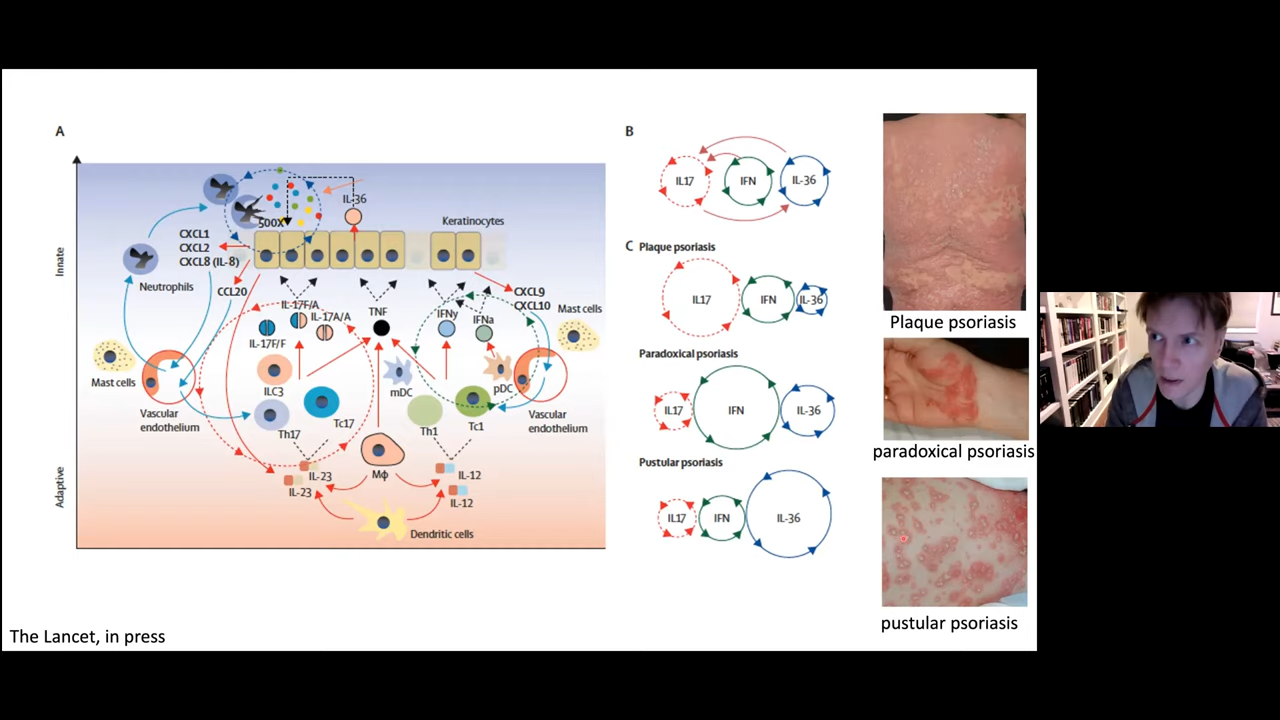 A
Innate
Adaptive
IL-36
500X
Keratinocytes
CXCL1
CXCL2
CXCL8 (IL-8)
Neutrophils
CCL20
CXCL9
CXCL10
IL-17F/A
IL-17A/A
IL-17F/F
TNF
IFNγ
IFNa
Mast cells
Mast cells
ILC3
mDC
pDC
Vascular
endothelium
Th17
Tc17
Th1
Tc1
Vascular
endothelium
IL-23
IL-23
Mϕ
IL-12
IL-12
Dendritic cells
B
IL17
IFN
IL-36
C Plaque psoriasis
IL17
IFN
IL-36
Paradoxical psoriasis
IL17
IFN
IL-36
Pustular psoriasis
IL17
IFN
IL-36
Plaque psoriasis
paradoxical psoriasis
pustular psoriasis
The Lancet, in press